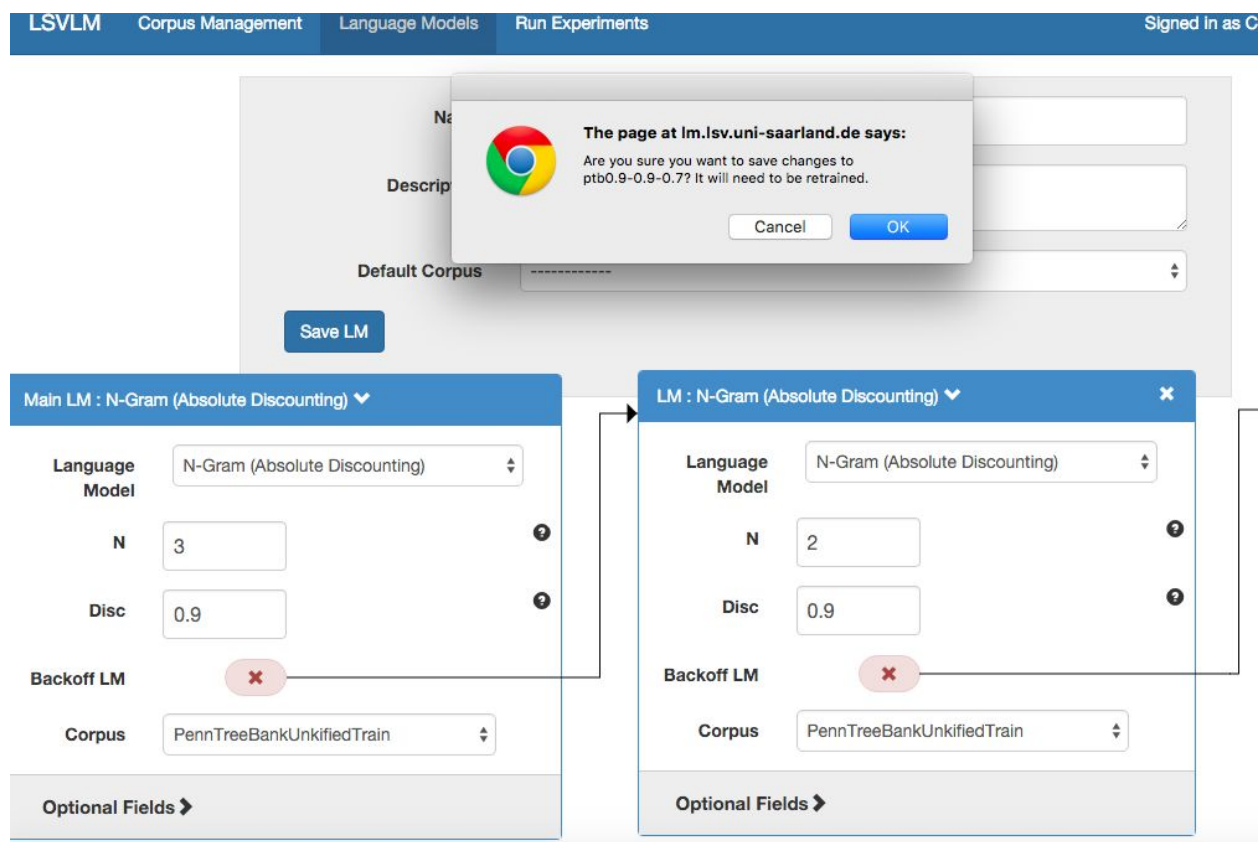 LSVLM Corpus Management Language Models Run Experiments Signed in as
The page at lm.lsv.uni-saarland.de says:
Are you sure you want to save changes to
ptb0.9-0.9-0.7? It will need to be retrained.
Cancel OK
Default Corpus ------------
Save LM
Main LM : N-Gram (Absolute Discounting)
Language
Model
N-Gram (Absolute Discounting)
N 3
Disc 0.9
Backoff LM
Corpus PennTreeBankUnkifiedTrain
Optional Fields
LM : N-Gram (Absolute Discounting)
Language
Model
N-Gram (Absolute Discounting)
N 2
Disc 0.9
Backoff LM
Corpus PennTreeBankUnkifiedTrain
Optional Fields